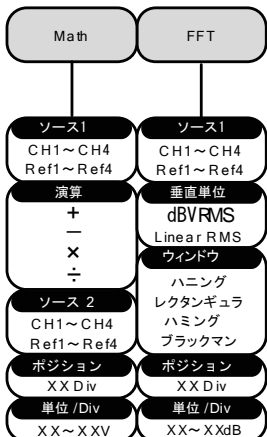 Math
ソース1
CH1～CH4
Ref1～Ref4
演算
+
−
×
÷
ソース 2
CH1～CH4
Ref1～Ref4
ポジション
XX Div
単位 /Div
XX～XXV
FFT
ソース1
CH1～CH4
Ref1～Ref4
垂直単位
dBV RMS
Linear RMS
ウィンドウ
ハニング
レクタンギュラ
ハミング
ブラックマン
ポジション
XX Div
単位 /Div
XX～XXdB